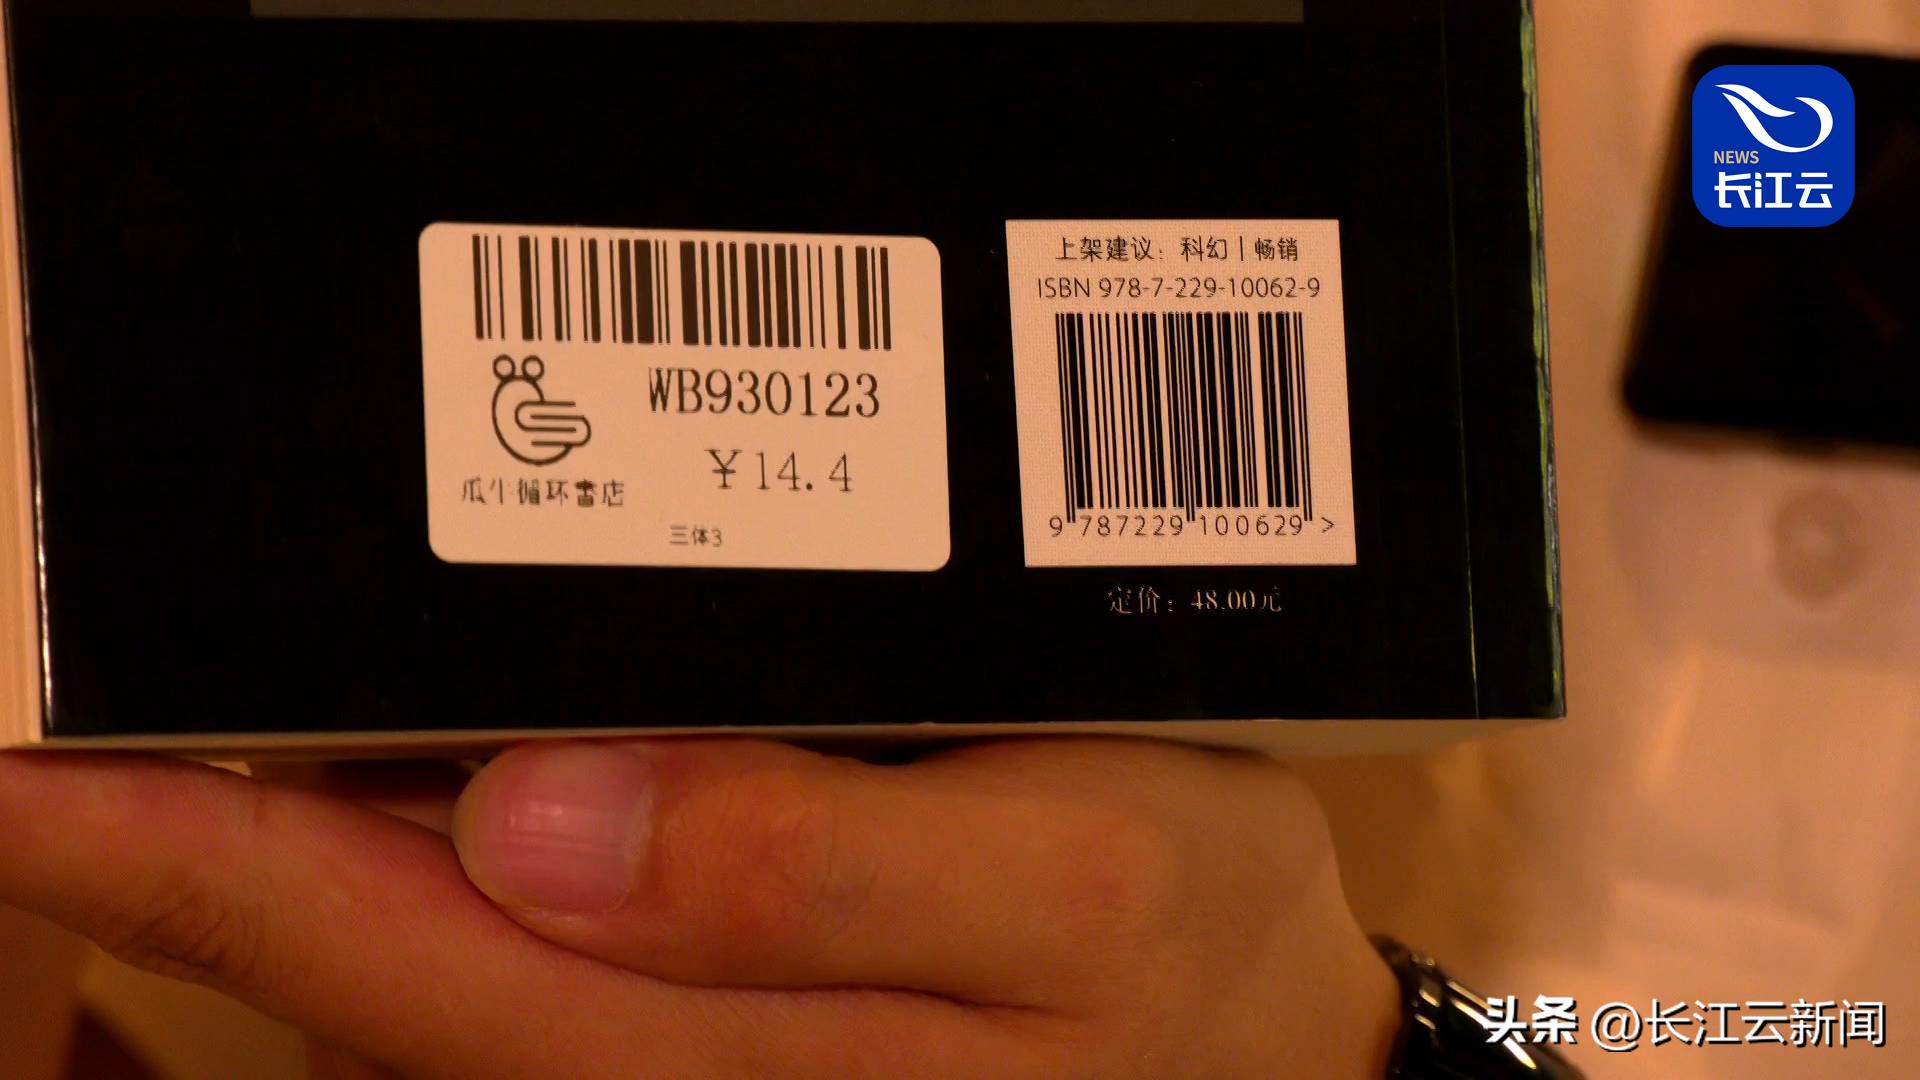 NEWS
长江云
WB930123
¥14.4
瓜牛循环書店
三体3
上架建议：科幻｜畅销
ISBN 978-7-229-10062-9
9 787229 100629 >
定价：48.00元
头条 @长江云新闻